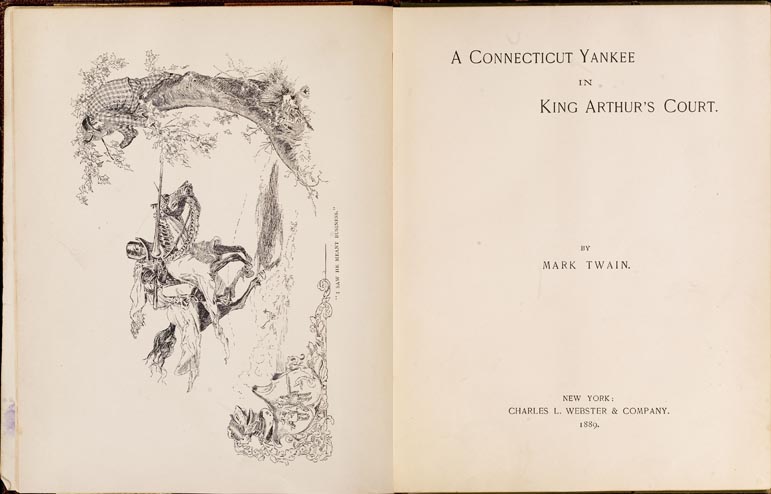 "I SAW HE MEANT BUSINESS."
A CONNECTICUT YANKEE
IN
KING ARTHUR'S COURT.
BY
MARK TWAIN.
NEW YORK:
CHARLES L. WEBSTER & COMPANY.
1889.